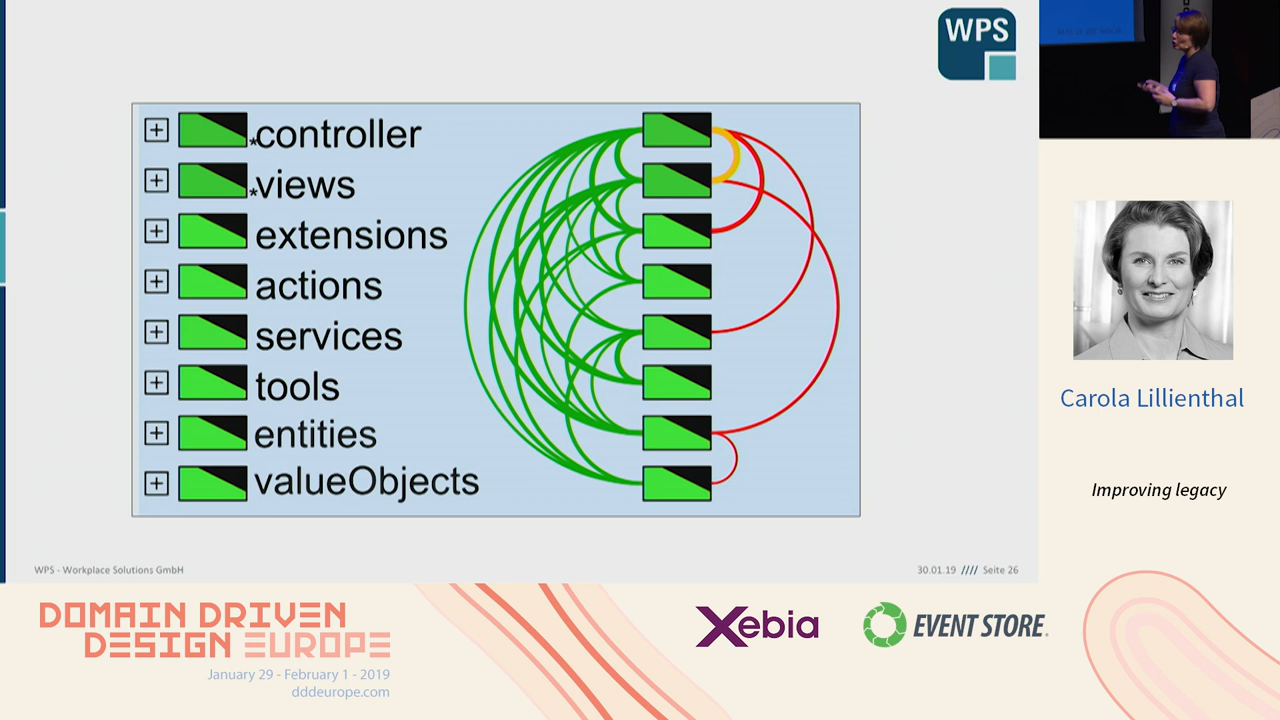 WPS
controller
views
extensions
actions
services
tools
entities
valueObjects
WPS - Workplace Solutions GmbH
30.01.19 //// Seite 26
Carola Lillienthal
Improving legacy
DOMAIN DRIVEN
DESIGN EUROPE
January 29 - February 1 - 2019
dddeurope.com
Xebia
EVENT STORE.